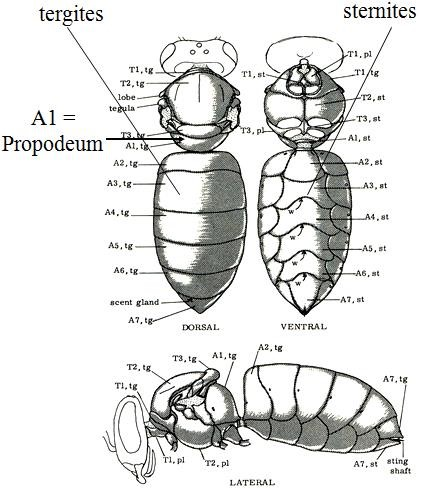 tergites
sternites
A1 =
Propodeum
T1, tg
T2, tg
lobe
tegula
T3, tg
A1, tg
A2, tg
A3, tg
A4, tg
A5, tg
A6, tg
scent gland
A7, tg
DORSAL
T1, pl
T1, st
T1, tg
T2, st
T3, st
T3, pl
A1, st
A2, st
A3, st
w
A4, st
w
A5, st
w
A6, st
w
A7, st
VENTRAL
T3, tg
A1, tg
A2, tg
T2, tg
T1, tg
A7, tg
T1, pl
T2, pl
A7, st
sting
shaft
LATERAL